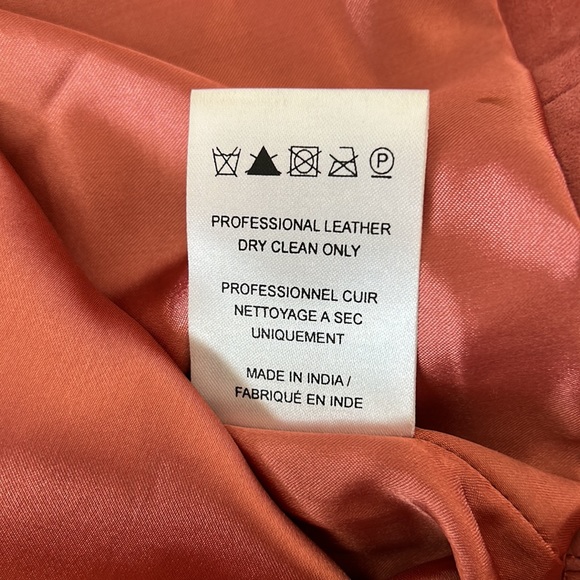 P
PROFESSIONAL LEATHER
DRY CLEAN ONLY
PROFESSIONNEL CUIR
NETTOYAGE A SEC
UNIQUEMENT
MADE IN INDIA /
FABRIQUÉ EN INDE